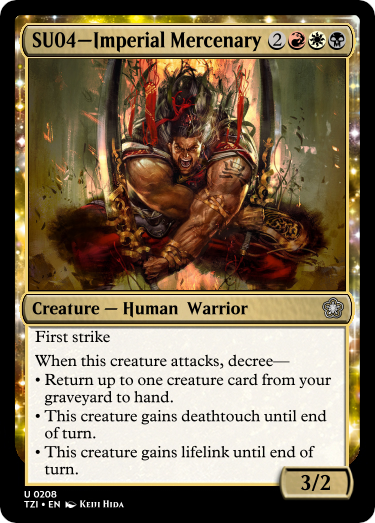 SU04—Imperial Mercenary 2
Creature — Human Warrior
First strike
When this creature attacks, decree—
• Return up to one creature card from your
graveyard to hand.
• This creature gains deathtouch until end
of turn.
• This creature gains lifelink until end of
turn.
3/2
U 0208
TZI • EN Keiji Hida